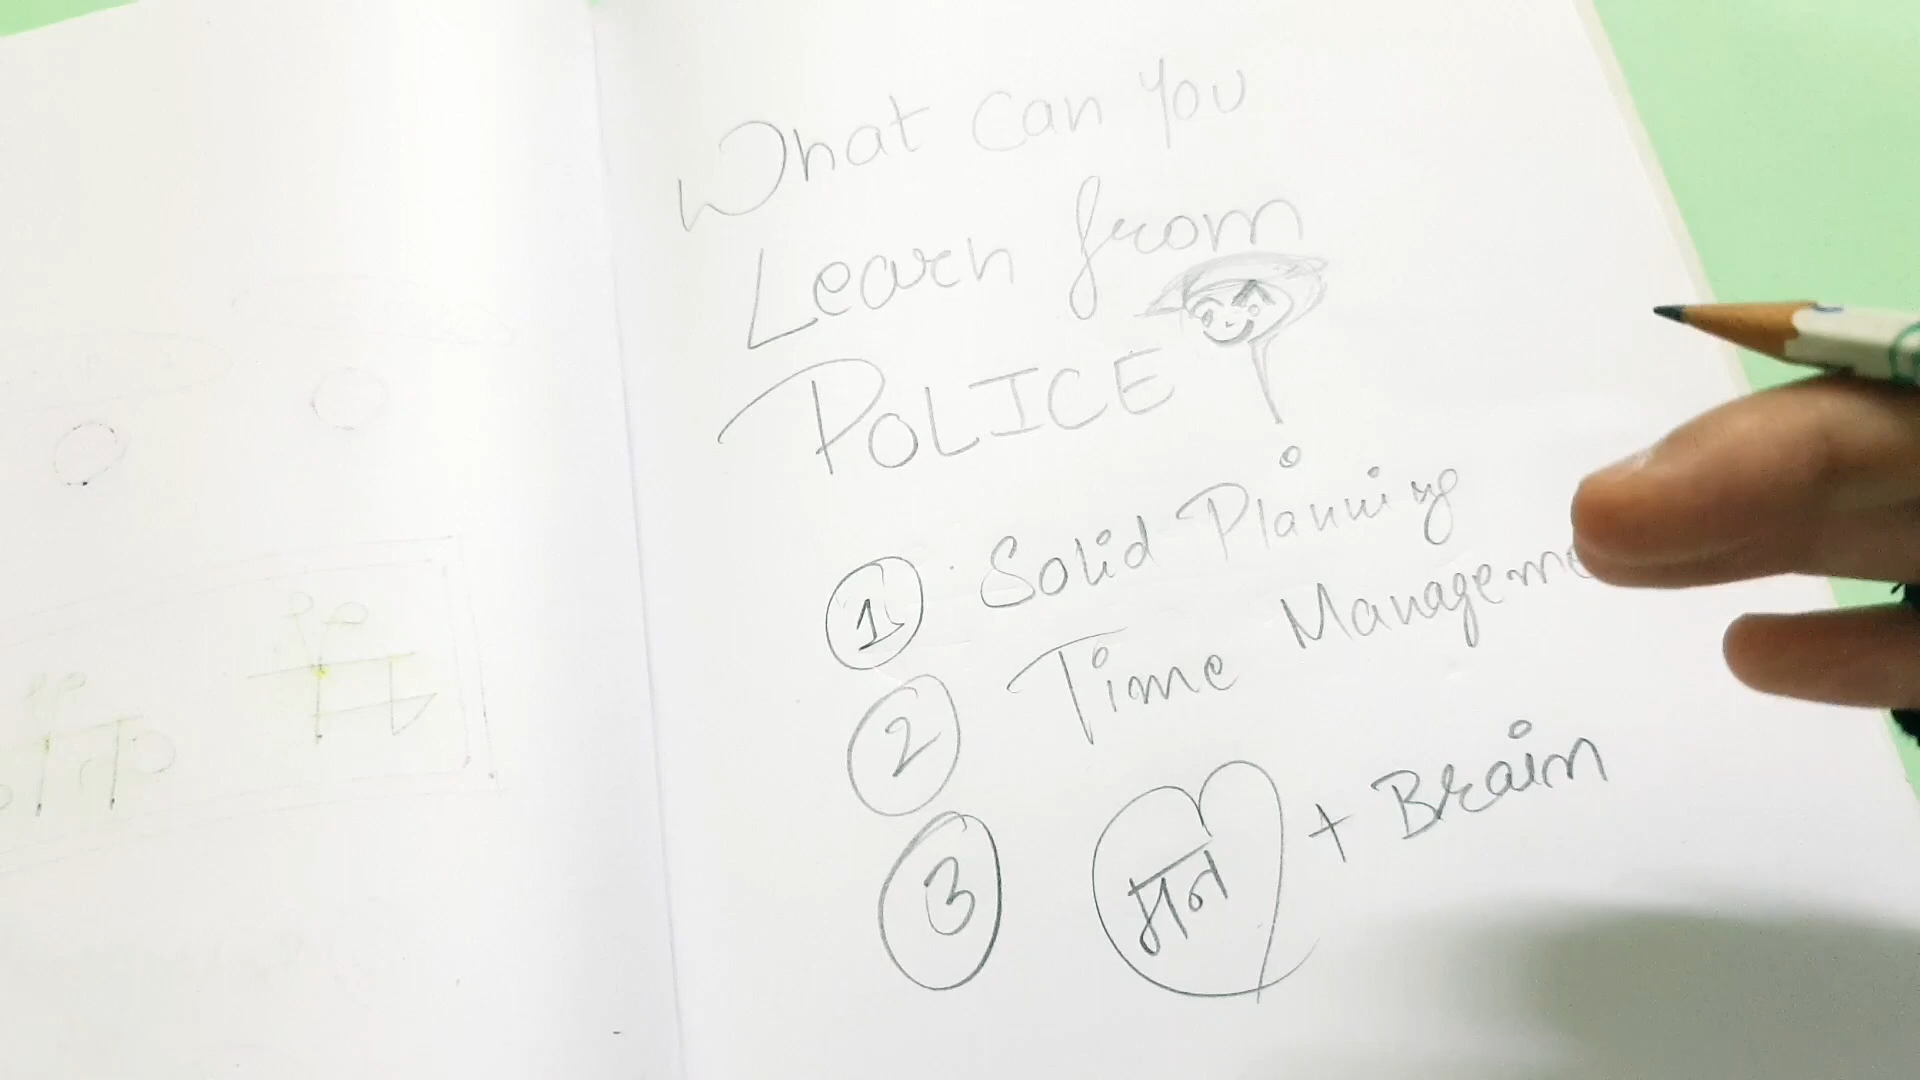 What can you
Learn from
POLICE ?
1 Solid Planning
2 Time Manageme
3 मन + Brain